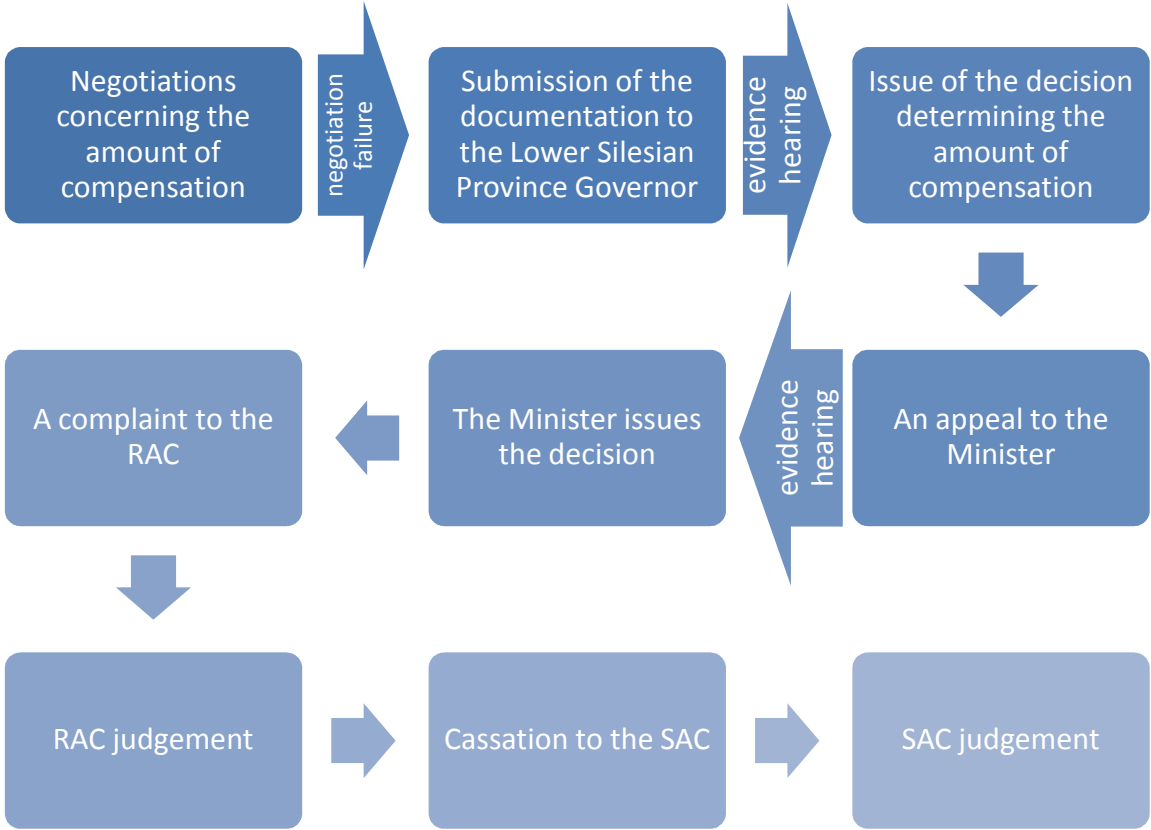 Negotiations
concerning the
amount of
compensation
negotiation
failure
Submission of the
documentation to
the Lower Silesian
Province Governor
evidence
hearing
Issue of the decision
determining the
amount of
compensation
An appeal to the
Minister
evidence
hearing
The Minister issues
the decision
A complaint to the
RAC
RAC judgement
Cassation to the SAC
SAC judgement